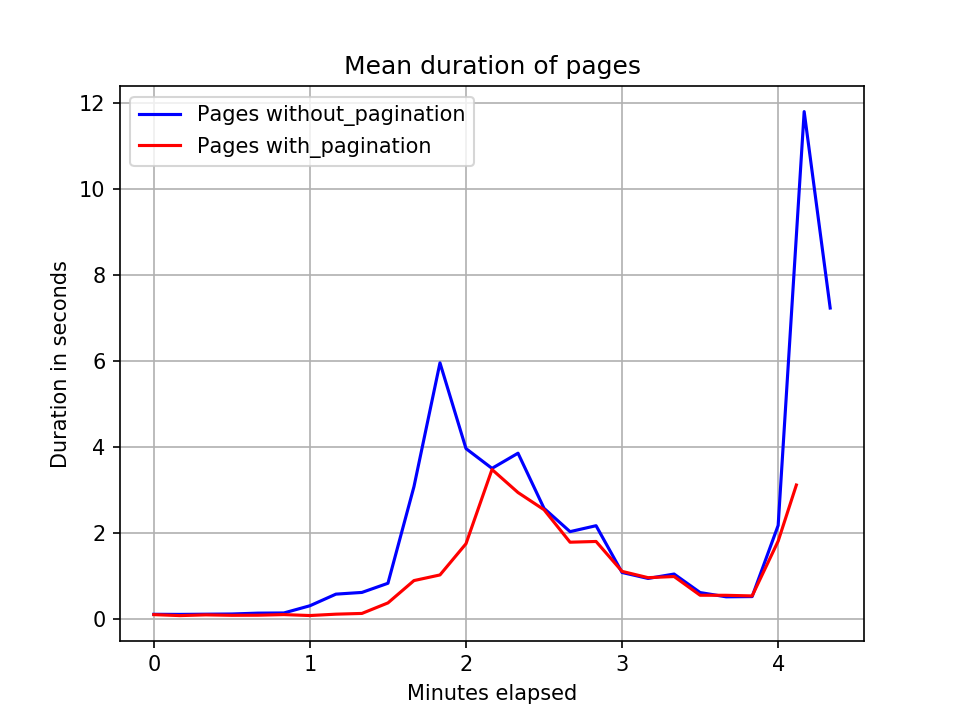 Mean duration of pages
Pages without_pagination
Pages with_pagination
Duration in seconds
12
10
8
6
4
2
0
0 1 2 3 4
Minutes elapsed